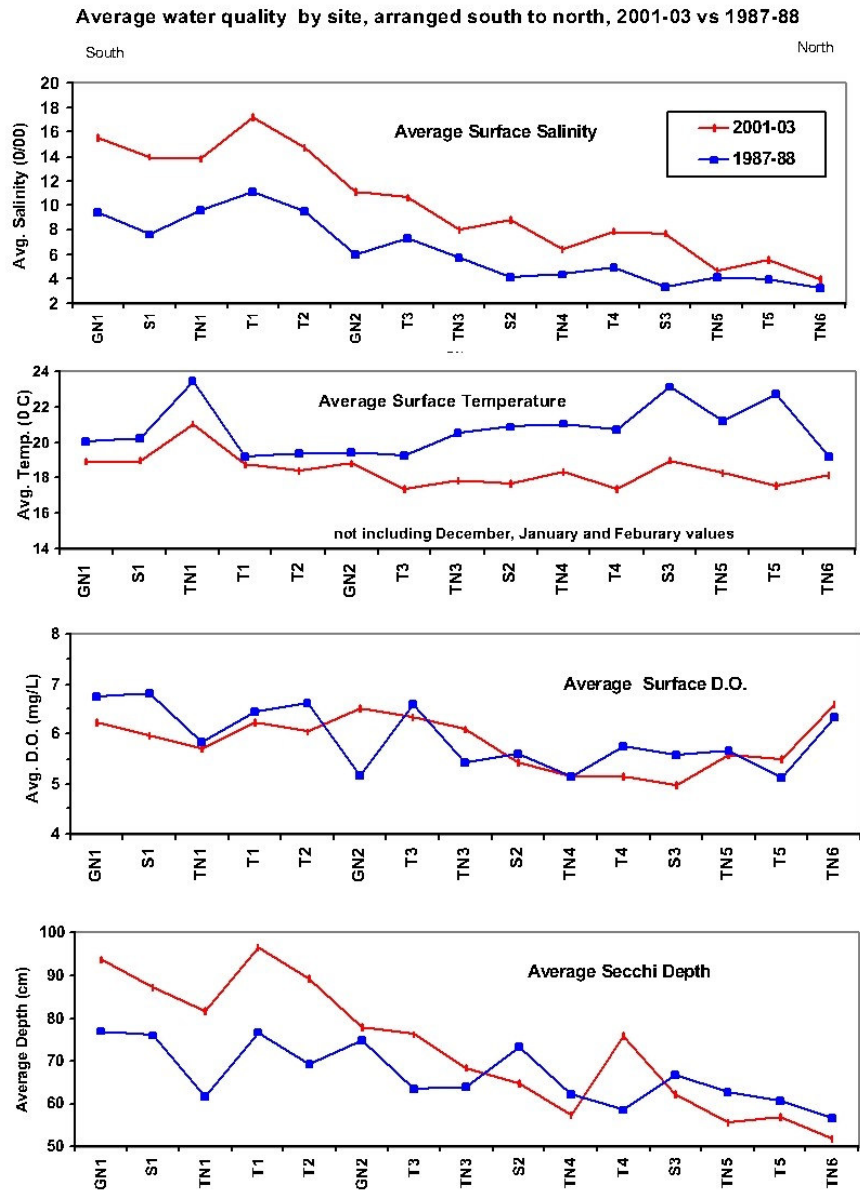 Average water quality by site, arranged south to north, 2001-03 vs 1987-88
South
North
Average Surface Salinity
2001-03
1987-88
Avg. Salinity (0/00)
20
18
16
14
12
10
8
6
4
2
GN1 S1 TN1 T1 T2 GN2 T3 TN3 S2 TN4 T4 S3 TN5 T5 TN6
Average Surface Temperature
Avg. Temp. (0 C)
24
22
20
18
16
14
not including December, January and Feburary values
GN1 S1 TN1 T1 T2 GN2 T3 TN3 S2 TN4 T4 S3 TN5 T5 TN6
Average Surface D.O.
Avg. D.O. (mg/L)
8
7
6
5
4
GN1 S1 TN1 T1 T2 GN2 T3 TN3 S2 TN4 T4 S3 TN5 T5 TN6
Average Secchi Depth
Average Depth (cm)
100
90
80
70
60
50
GN1 S1 TN1 T1 T2 GN2 T3 TN3 S2 TN4 T4 S3 TN5 T5 TN6